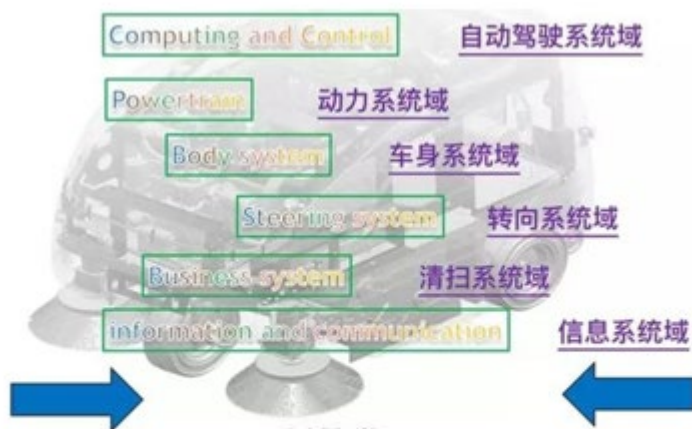 Computing and Control 自动驾驶系统域
Powertrain 动力系统域
Body system 车身系统域
Steering system 转向系统域
Business system 清扫系统域
information and communication 信息系统域